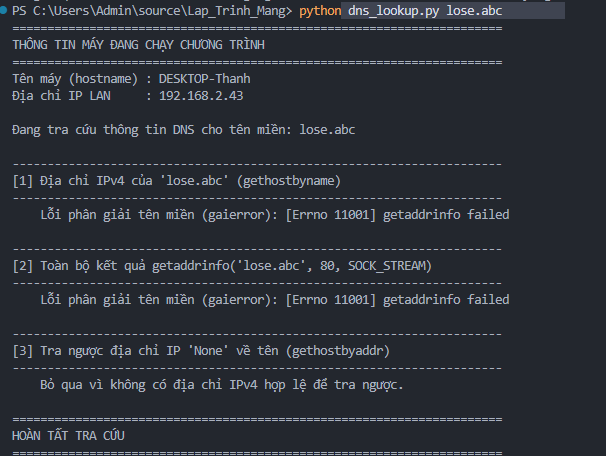 PS C:\Users\Admin\source\Lap_Trinh_Mang> python dns_lookup.py lose.abc
======================================================================
THÔNG TIN MÁY ĐANG CHẠY CHƯƠNG TRÌNH
======================================================================
Tên máy (hostname) : DESKTOP-Thanh
Địa chỉ IP LAN     : 192.168.2.43
Đang tra cứu thông tin DNS cho tên miền: lose.abc
----------------------------------------------------------------------
[1] Địa chỉ IPv4 của 'lose.abc' (gethostbyname)
----------------------------------------------------------------------
    Lỗi phân giải tên miền (gaierror): [Errno 11001] getaddrinfo failed
----------------------------------------------------------------------
[2] Toàn bộ kết quả getaddrinfo('lose.abc', 80, SOCK_STREAM)
----------------------------------------------------------------------
    Lỗi phân giải tên miền (gaierror): [Errno 11001] getaddrinfo failed
----------------------------------------------------------------------
[3] Tra ngược địa chỉ IP 'None' về tên (gethostbyaddr)
----------------------------------------------------------------------
    Bỏ qua vì không có địa chỉ IPv4 hợp lệ để tra ngược.
======================================================================
HOÀN TẤT TRA CỨU
======================================================================